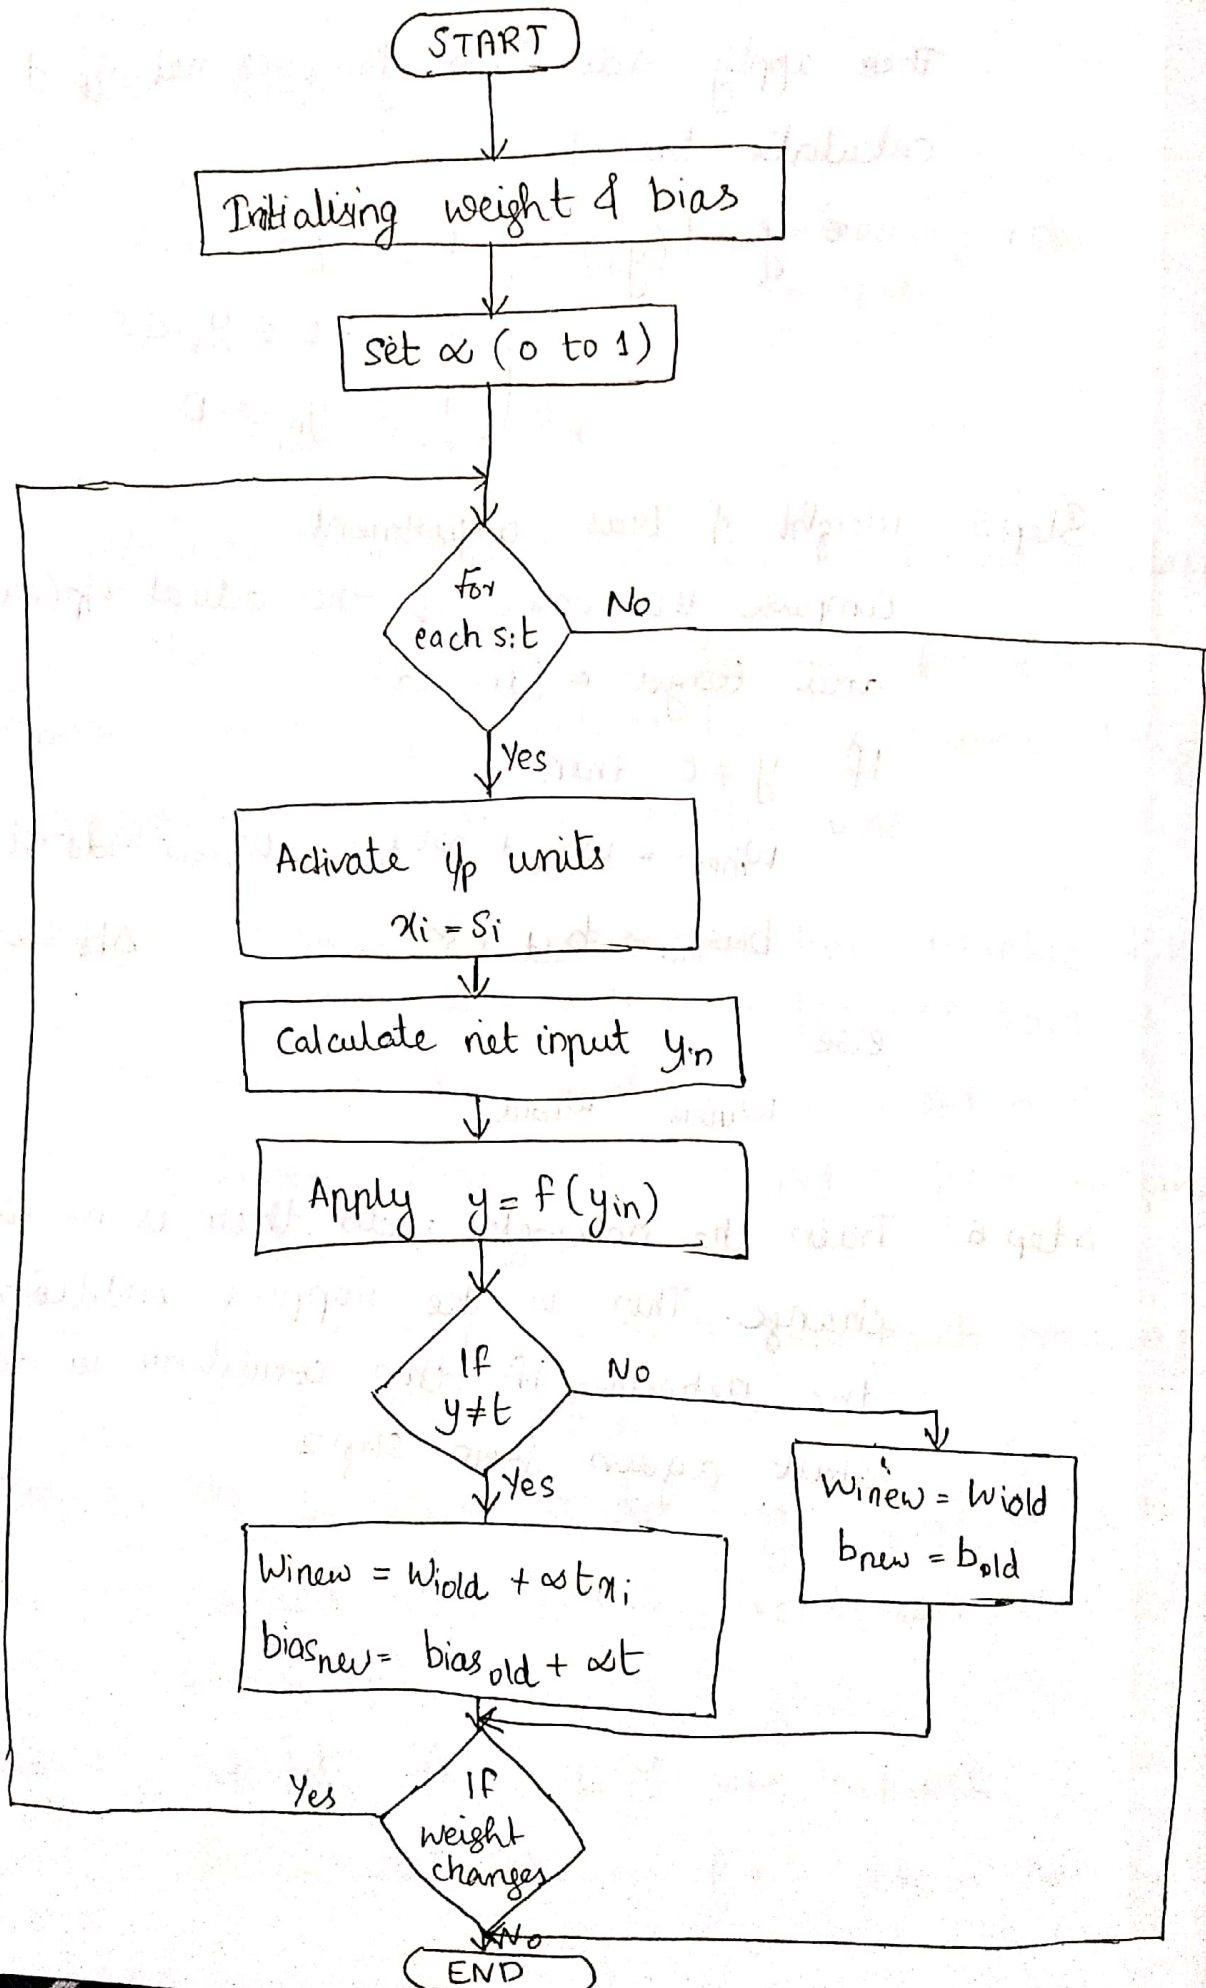 START
Initialising weight & bias
Set α (0 to 1)
For
each s:t
No
Yes
Activate i/p units
xi = Si
Calculate net input yin
Apply y = f(yin)
If
y≠t
No
Yes
Winew = Wiold
bnew = bold
Winew = Wiold + αtxi
biasnew = biasold + αt
If
weight
changes
Yes
No
END